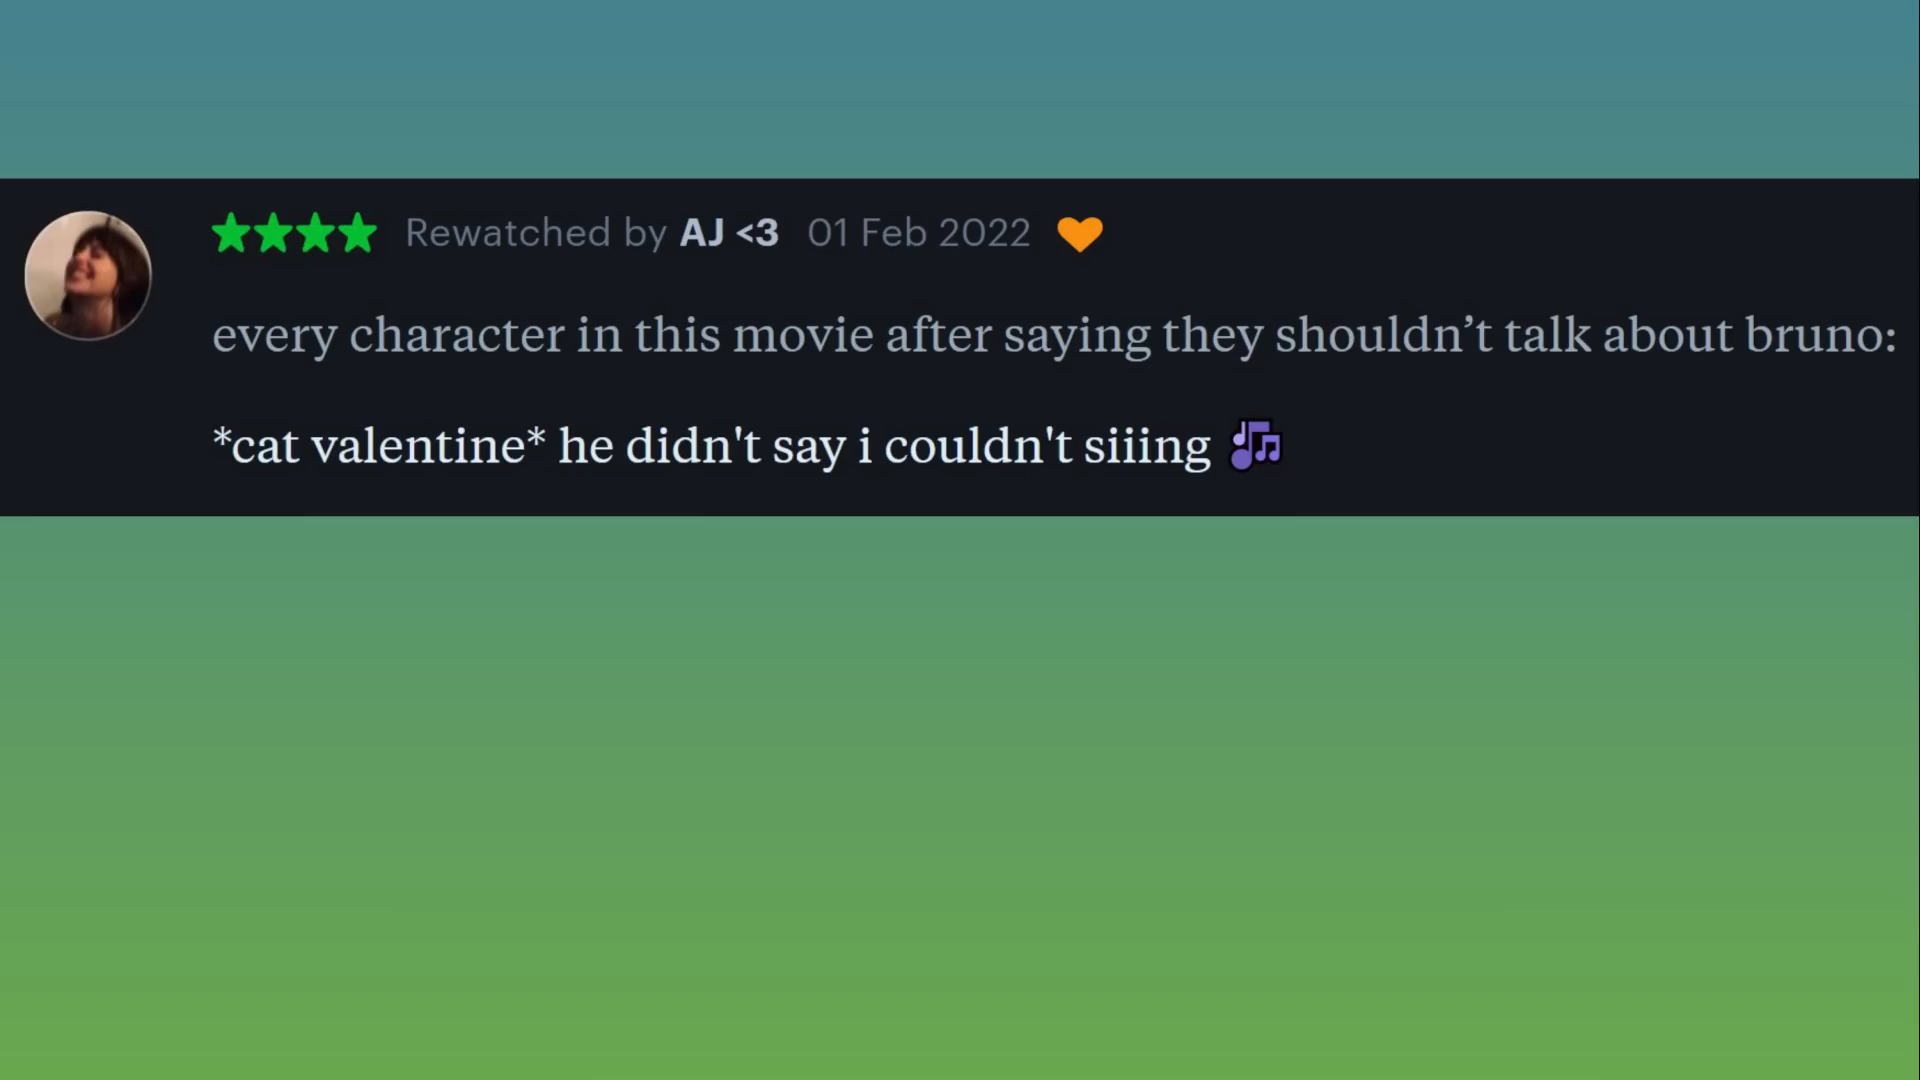 ★★★★ Rewatched by AJ <3 01 Feb 2022 🧡
every character in this movie after saying they shouldn’t talk about bruno:
*cat valentine* he didn't say i couldn't siiing 🎶